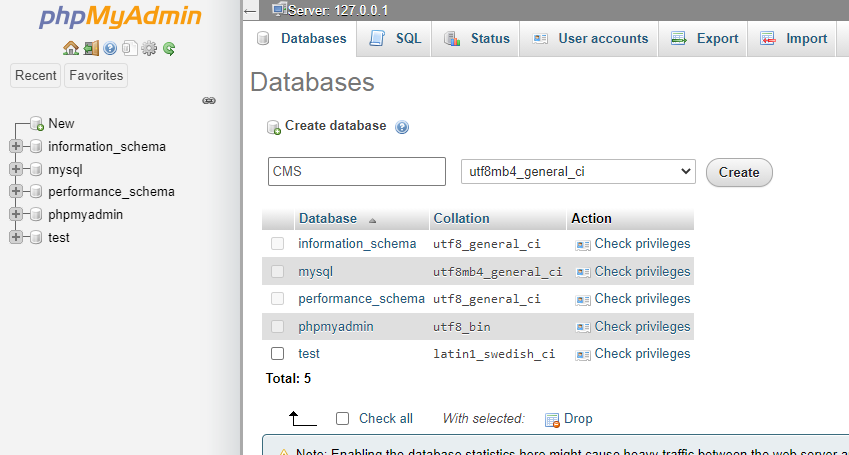 phpMyAdmin
Recent Favorites
New
information_schema
mysql
performance_schema
phpmyadmin
test
Server: 127.0.0.1
Databases SQL Status User accounts Export Import
Databases
Create database
CMS utf8mb4_general_ci Create
Database Collation Action
information_schema utf8_general_ci Check privileges
mysql utf8mb4_general_ci Check privileges
performance_schema utf8_general_ci Check privileges
phpmyadmin utf8_bin Check privileges
test latin1_swedish_ci Check privileges
Total: 5
Check all With selected: Drop
Note: Enabling the database statistics here might cause heavy traffic between the web server